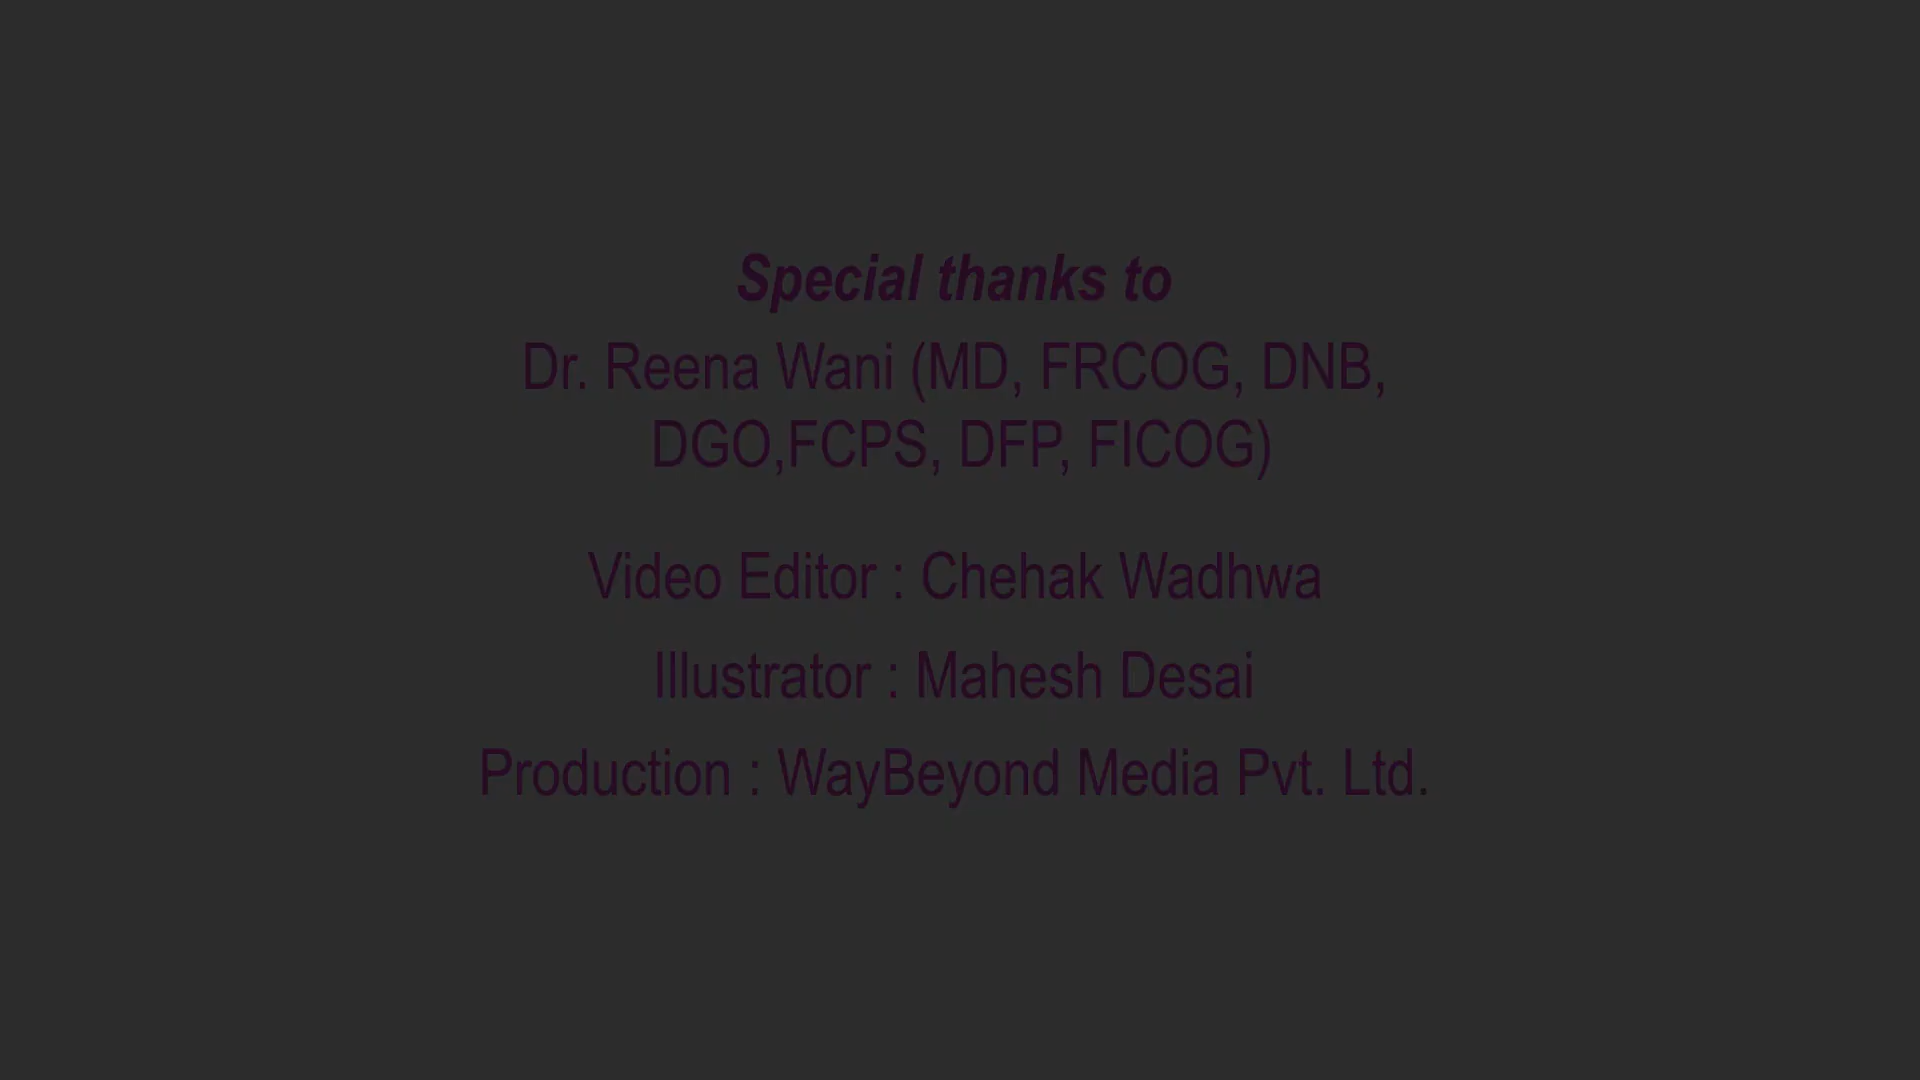 Special thanks to
Dr. Reena Wani (MD, FRCOG, DNB,
DGO,FCPS, DFP, FICOG)
Video Editor : Chehak Wadhwa
Illustrator : Mahesh Desai
Production : WayBeyond Media Pvt. Ltd.